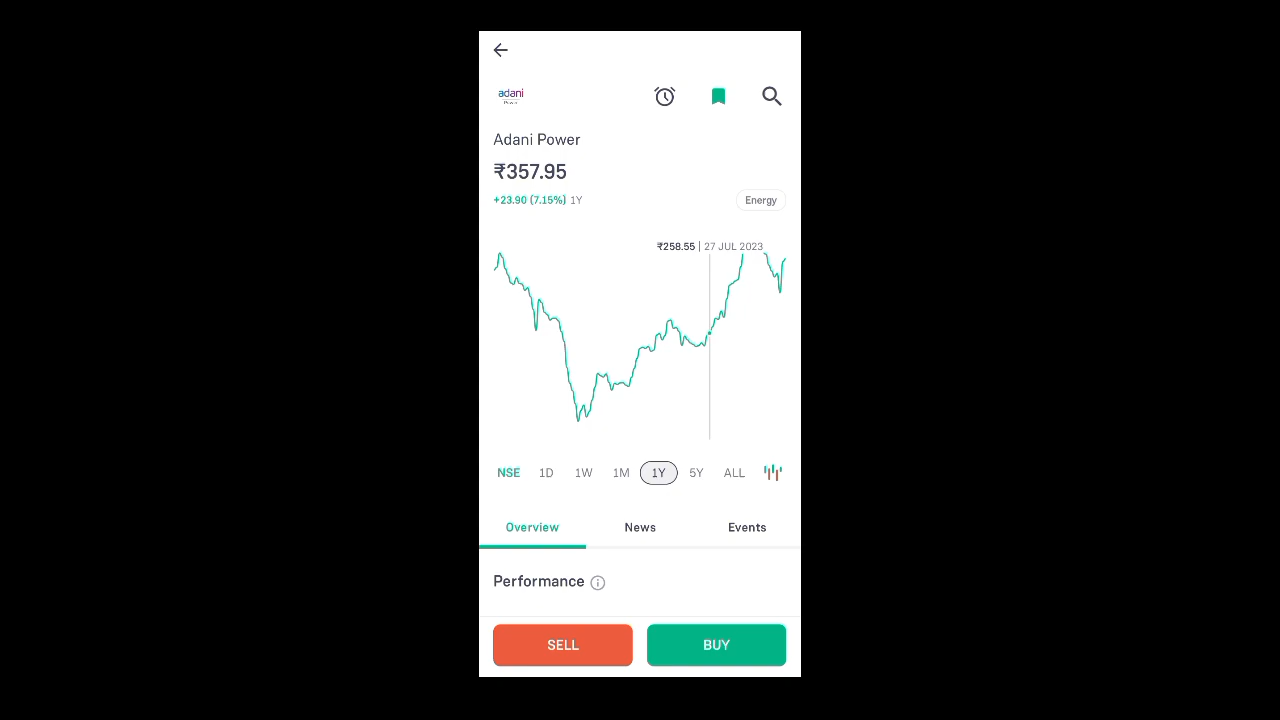 adani
Power
Adani Power
₹357.95
+23.90 (7.15%) 1Y
Energy
₹258.55 | 27 JUL 2023
NSE 1D 1W 1M 1Y 5Y ALL
Overview News Events
Performance
SELL BUY